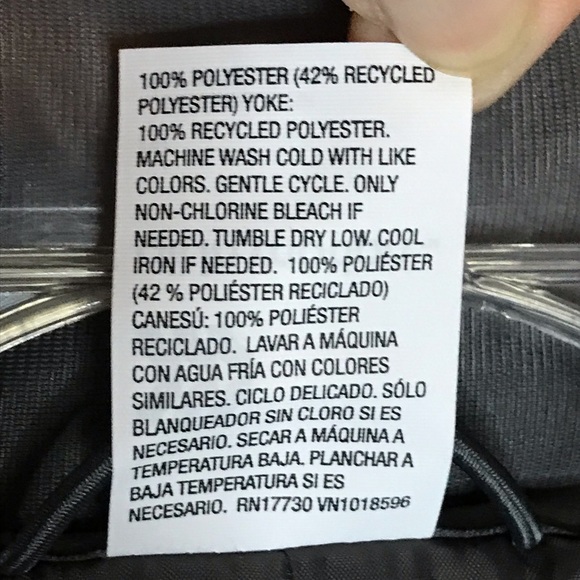 100% POLYESTER (42% RECYCLED
POLYESTER) YOKE:
100% RECYCLED POLYESTER.
MACHINE WASH COLD WITH LIKE
COLORS. GENTLE CYCLE. ONLY
NON-CHLORINE BLEACH IF
NEEDED. TUMBLE DRY LOW. COOL
IRON IF NEEDED. 100% POLIÉSTER
(42 % POLIÉSTER RECICLADO)
CANESÚ: 100% POLIÉSTER
RECICLADO. LAVAR A MÁQUINA
CON AGUA FRÍA CON COLORES
SIMILARES. CICLO DELICADO. SÓLO
BLANQUEADOR SIN CLORO SI ES
NECESARIO. SECAR A MÁQUINA A
TEMPERATURA BAJA. PLANCHAR A
BAJA TEMPERATURA SI ES
NECESARIO. RN17730 VN1018596